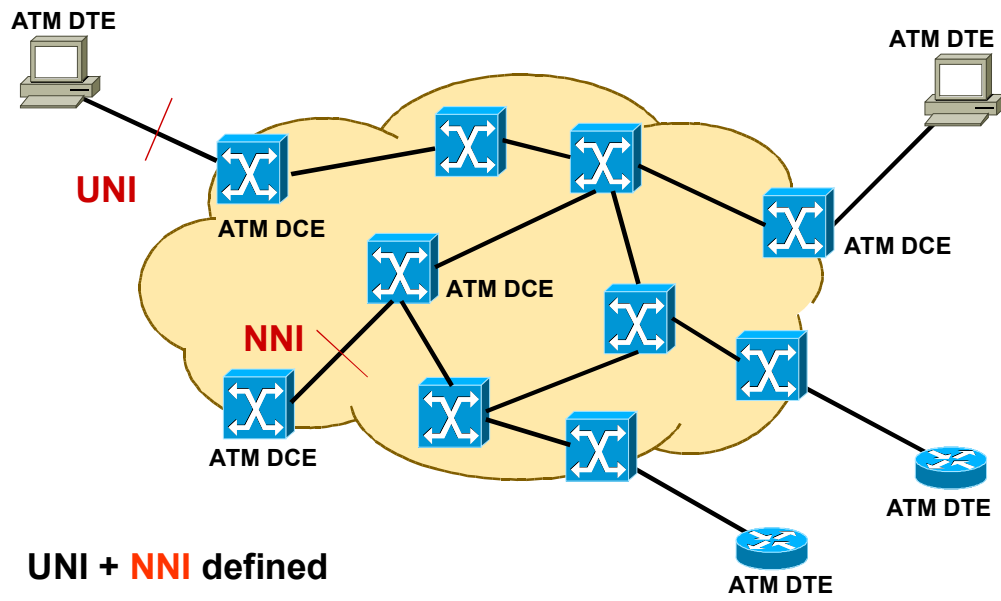 ATM DTE
ATM DTE
UNI
ATM DCE
ATM DCE
ATM DCE
NNI
ATM DCE
ATM DTE
ATM DTE
UNI + NNI defined